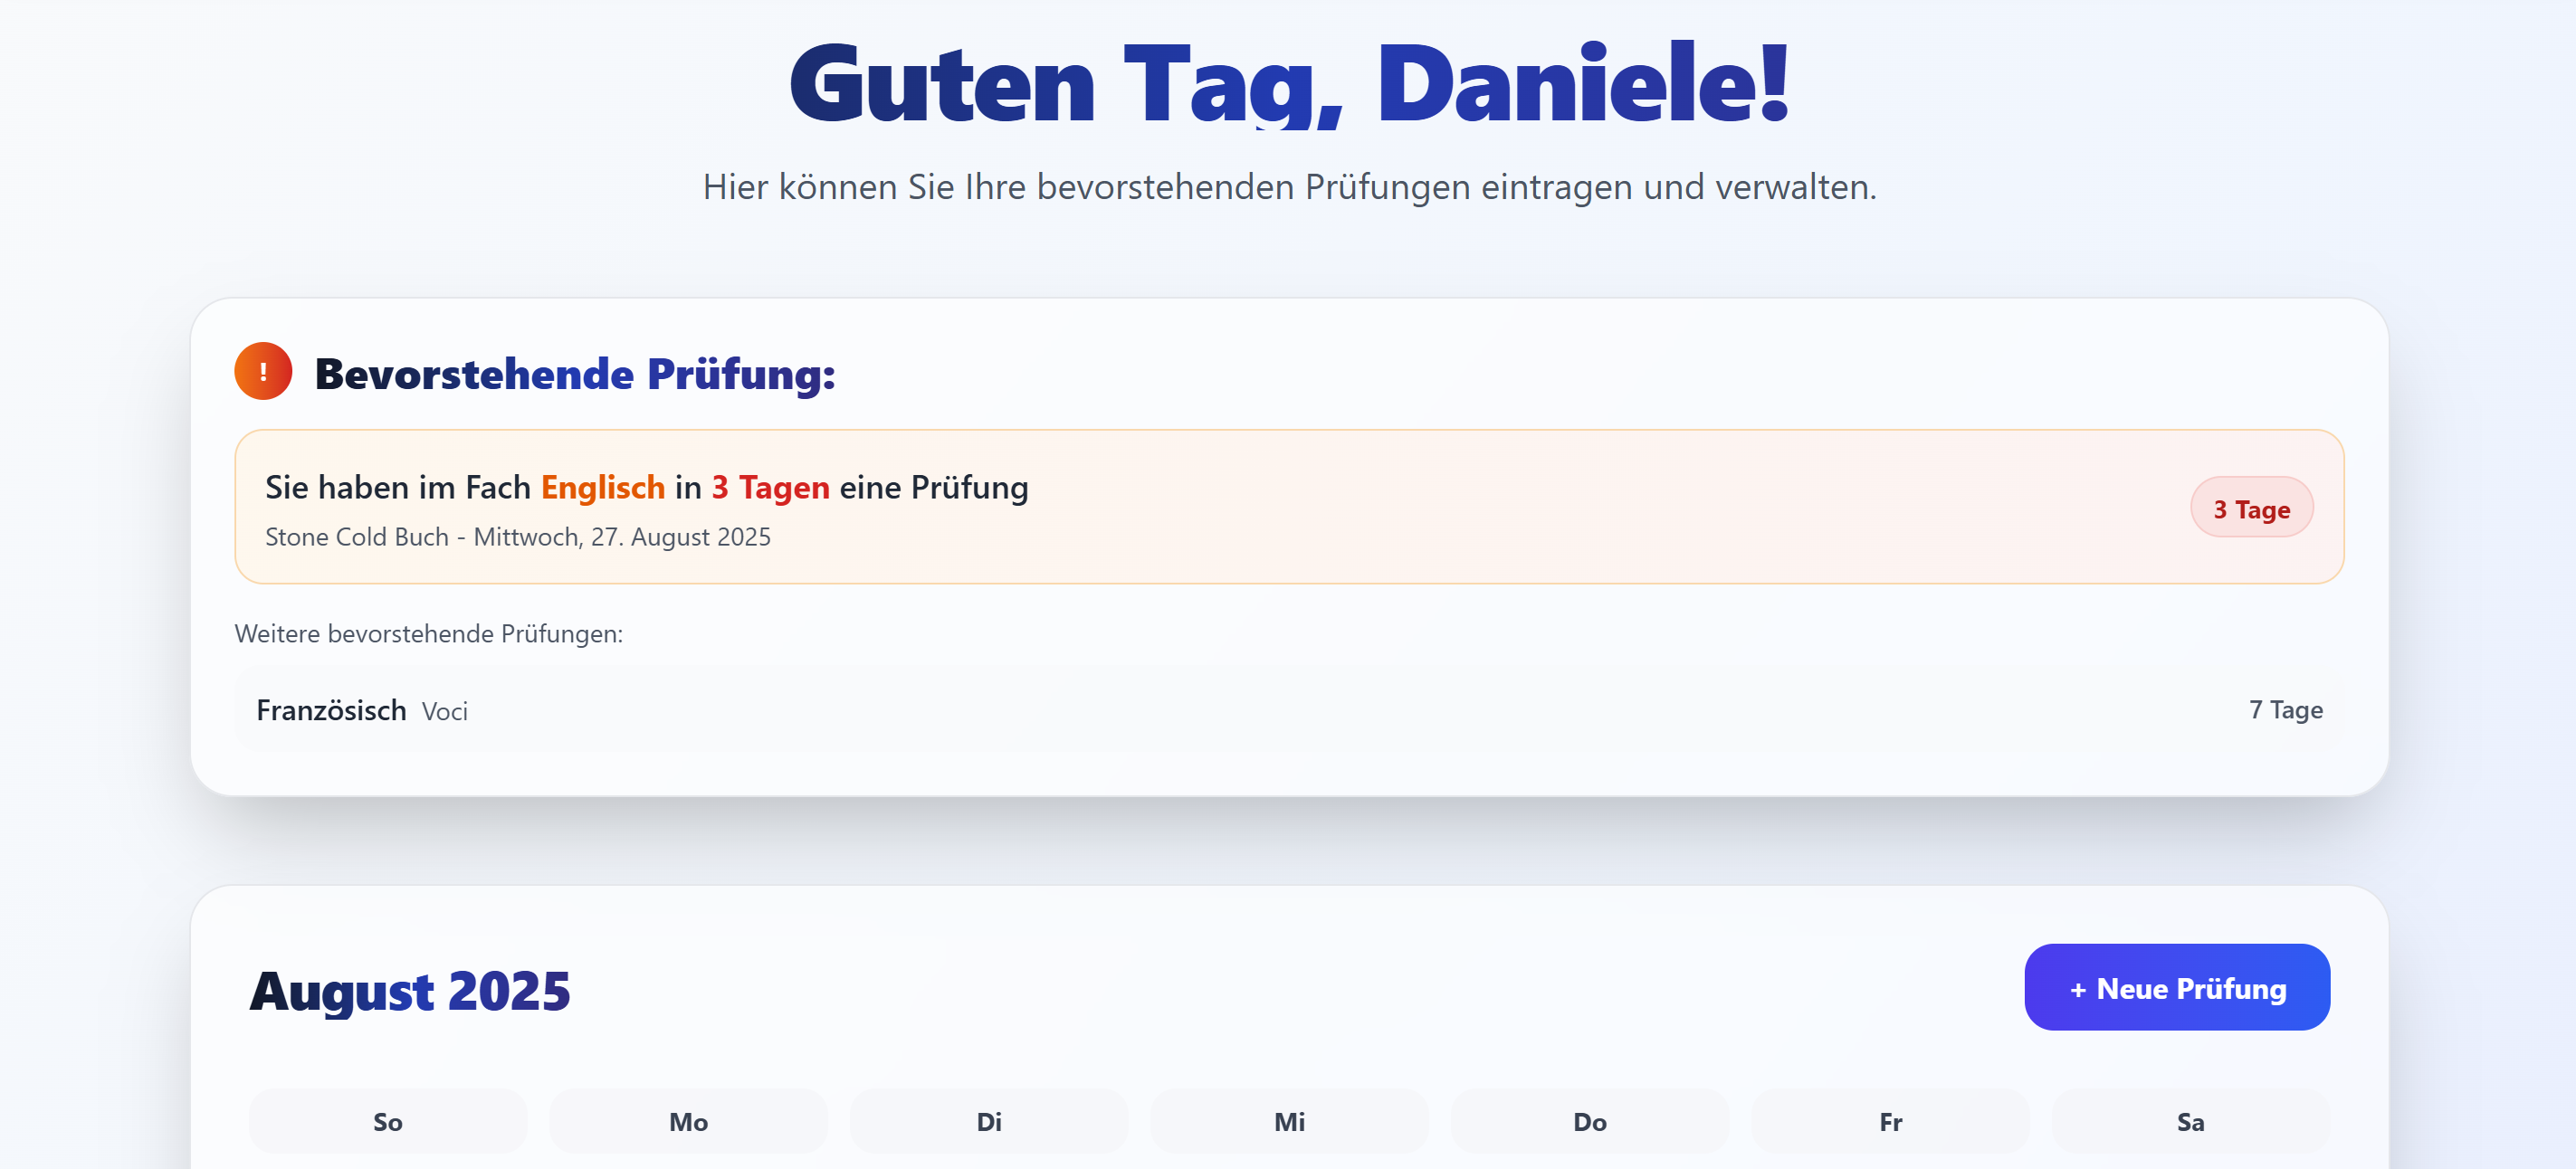 Guten Tag, Daniele!
Hier können Sie Ihre bevorstehenden Prüfungen eintragen und verwalten.
!
Bevorstehende Prüfung:
Sie haben im Fach Englisch in 3 Tagen eine Prüfung
3 Tage
Stone Cold Buch - Mittwoch, 27. August 2025
Weitere bevorstehende Prüfungen:
Französisch Voci
7 Tage
August 2025
+ Neue Prüfung
So Mo Di Mi Do Fr Sa